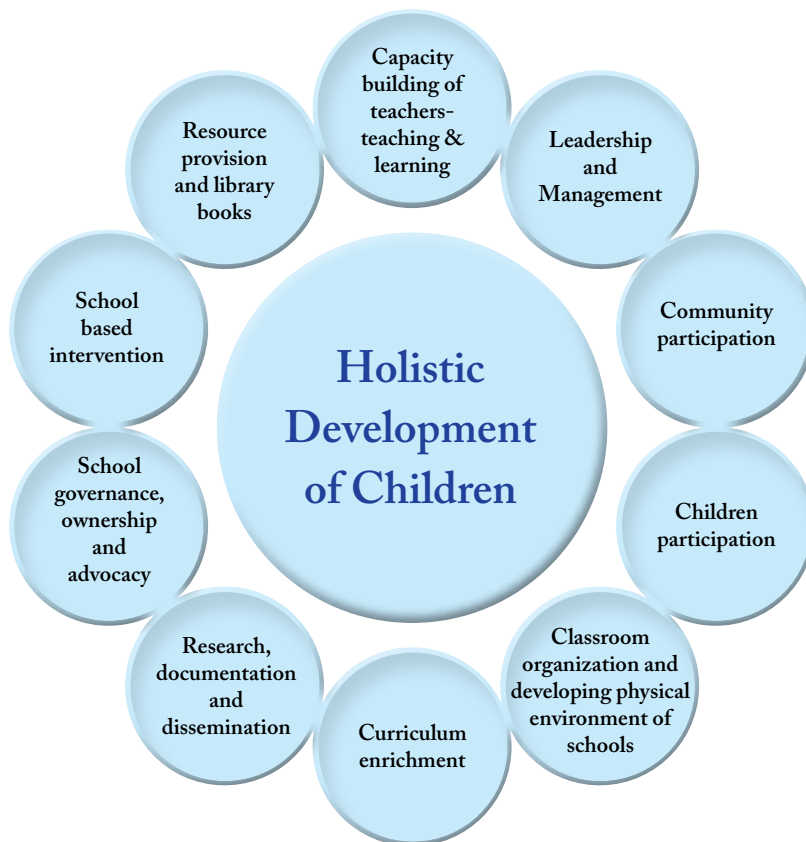 Capacity
building of
teachers-
teaching &
learning
Leadership
and
Management
Community
participation
Children
participation
Classroom
organization and
developing physical
environment of
schools
Curriculum
enrichment
Research,
documentation
and
dissemination
School
governance,
ownership
and
advocacy
School
based
intervention
Resource
provision
and library
books
Holistic
Development
of Children